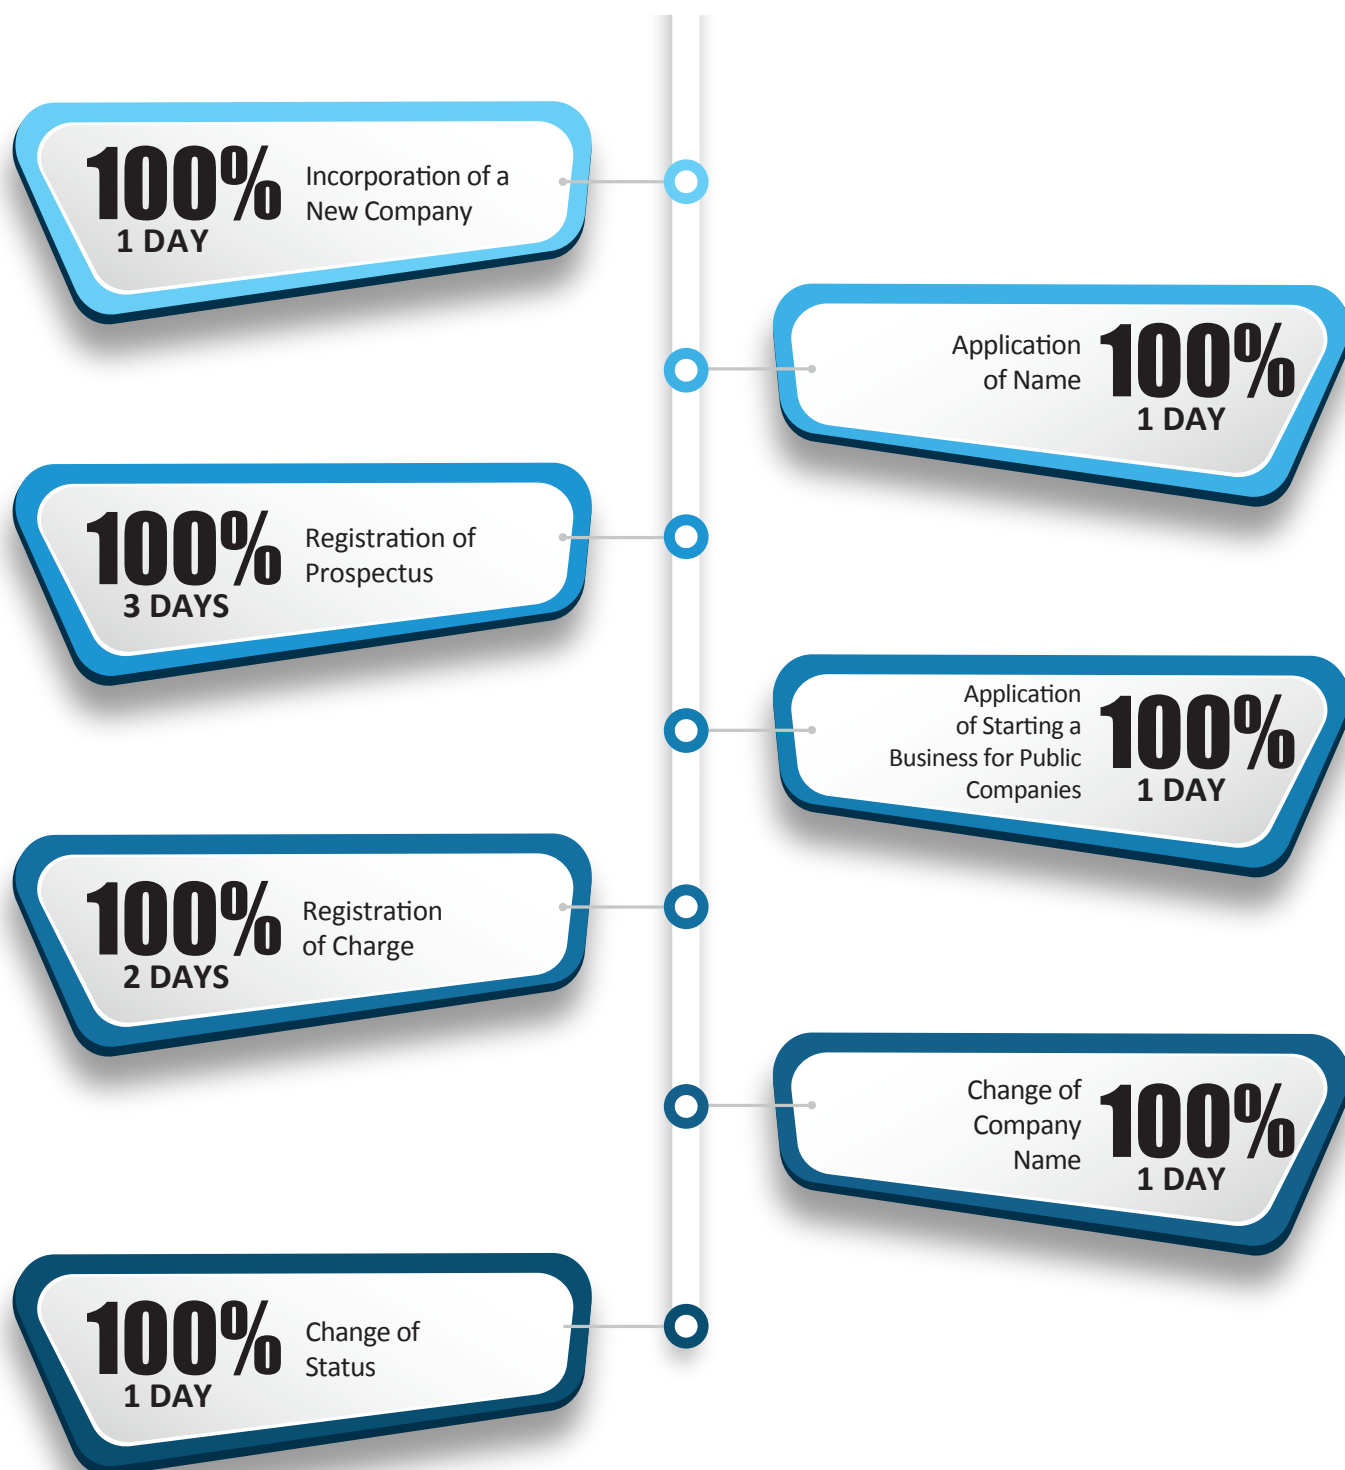 100%
1 DAY
Incorporation of a
New Company
Application
of Name
100%
1 DAY
100%
3 DAYS
Registration of
Prospectus
Application
of Starting a
Business for Public
Companies
100%
1 DAY
100%
2 DAYS
Registration
of Charge
Change of
Company
Name
100%
1 DAY
100%
1 DAY
Change of
Status